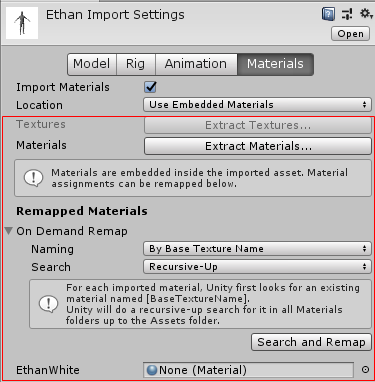 Ethan Import Settings
Open
Model Rig Animation Materials
Import Materials
Location Use Embedded Materials
Textures Extract Textures...
Materials Extract Materials...
Materials are embedded inside the imported asset. Material
assignments can be remapped below.
Remapped Materials
On Demand Remap
Naming By Base Texture Name
Search Recursive-Up
For each imported material, Unity first looks for an existing
material named [BaseTextureName].
Unity will do a recursive-up search for it in all Materials
folders up to the Assets folder.
Search and Remap
EthanWhite None (Material)